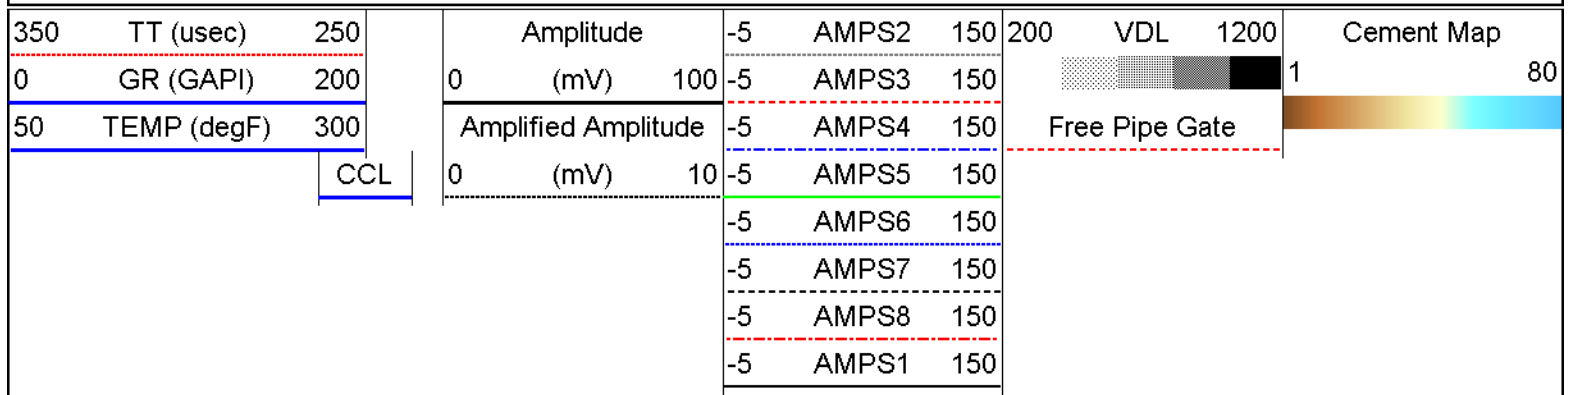 350 TT (usec) 250
0 GR (GAPI) 200
50 TEMP (degF) 300
CCL
Amplitude
0 (mV) 100
Amplified Amplitude
0 (mV) 10
-5 AMPS2 150
-5 AMPS3 150
-5 AMPS4 150
-5 AMPS5 150
-5 AMPS6 150
-5 AMPS7 150
-5 AMPS8 150
-5 AMPS1 150
200 VDL 1200
Free Pipe Gate
Cement Map
1 80